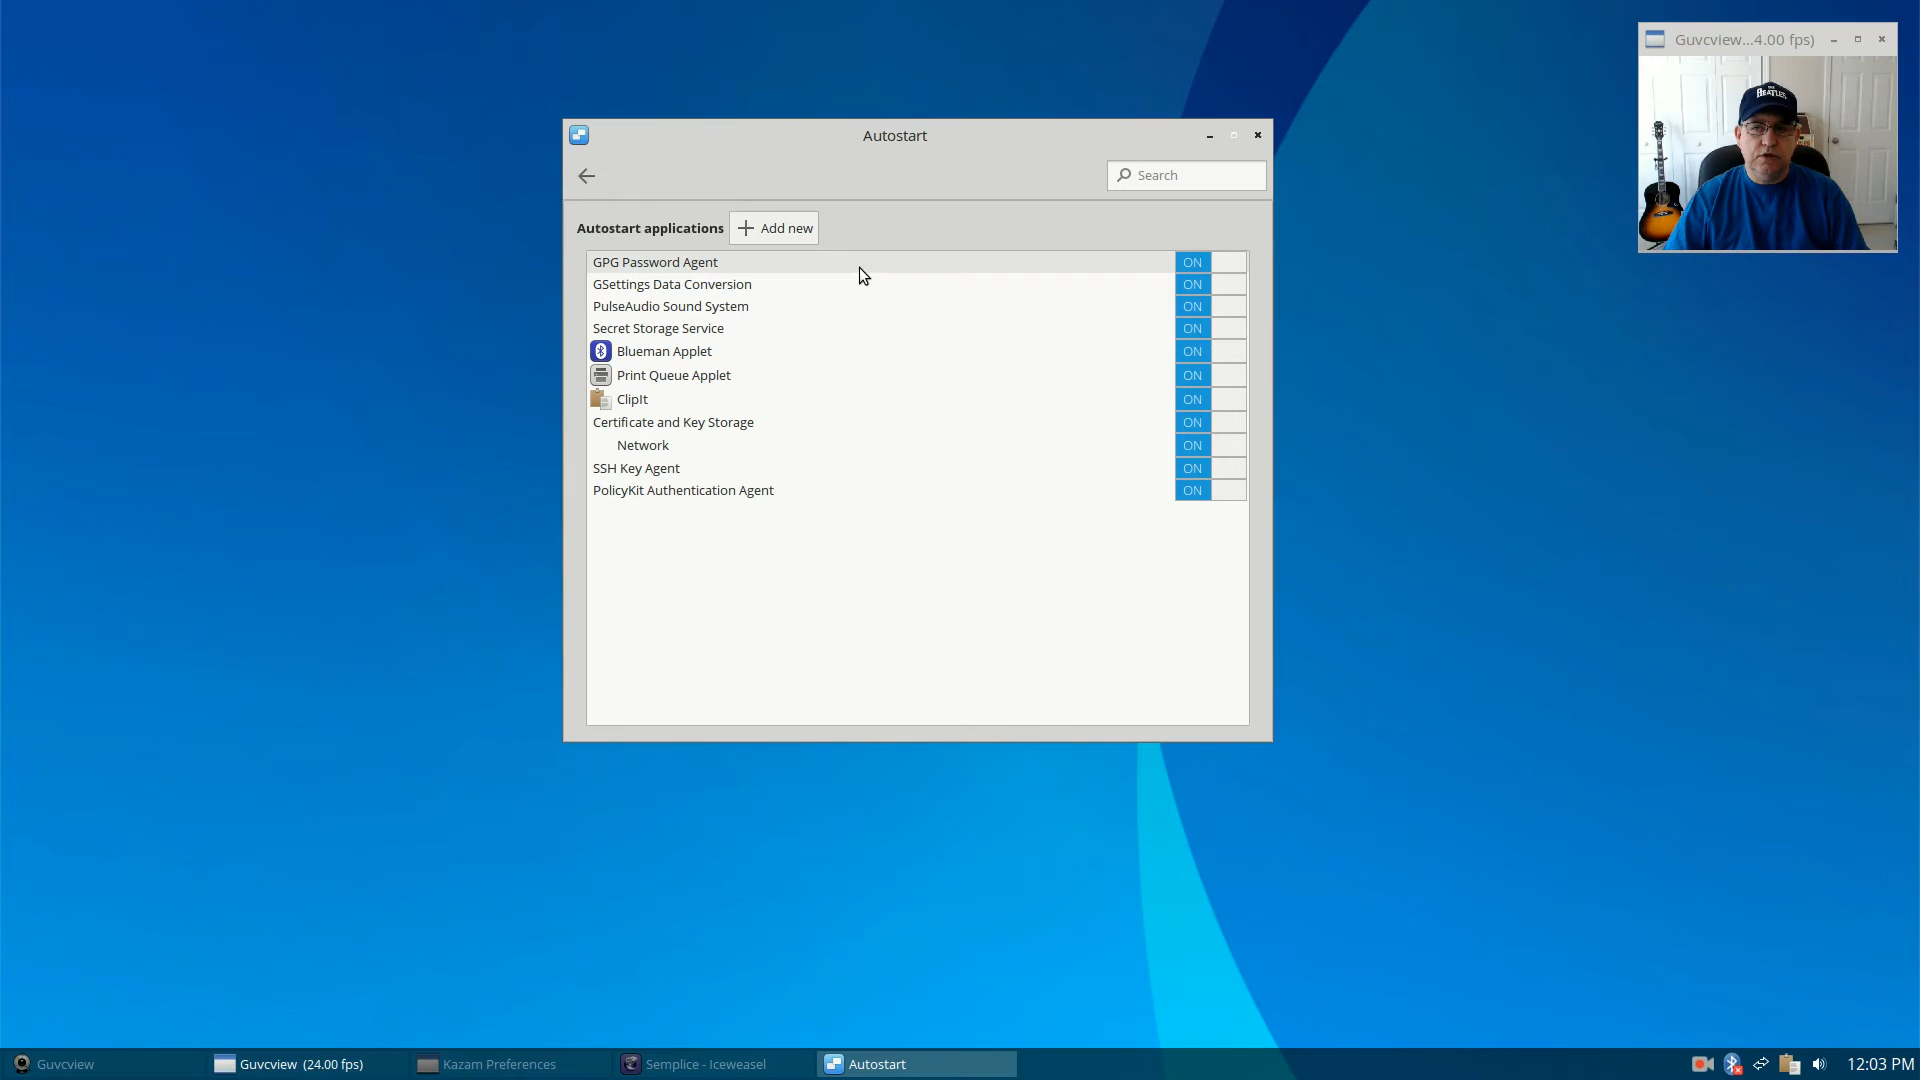 Guvcview...4.00 fps)
THE
BEATLES
Autostart
Search
Autostart applications
Add new
GPG Password Agent ON
GSettings Data Conversion ON
PulseAudio Sound System ON
Secret Storage Service ON
Blueman Applet ON
Print Queue Applet ON
ClipIt ON
Certificate and Key Storage ON
Network ON
SSH Key Agent ON
PolicyKit Authentication Agent ON
Guvcview
Guvcview (24.00 fps)
Kazam Preferences
Semplice - Iceweasel
Autostart
12:03 PM